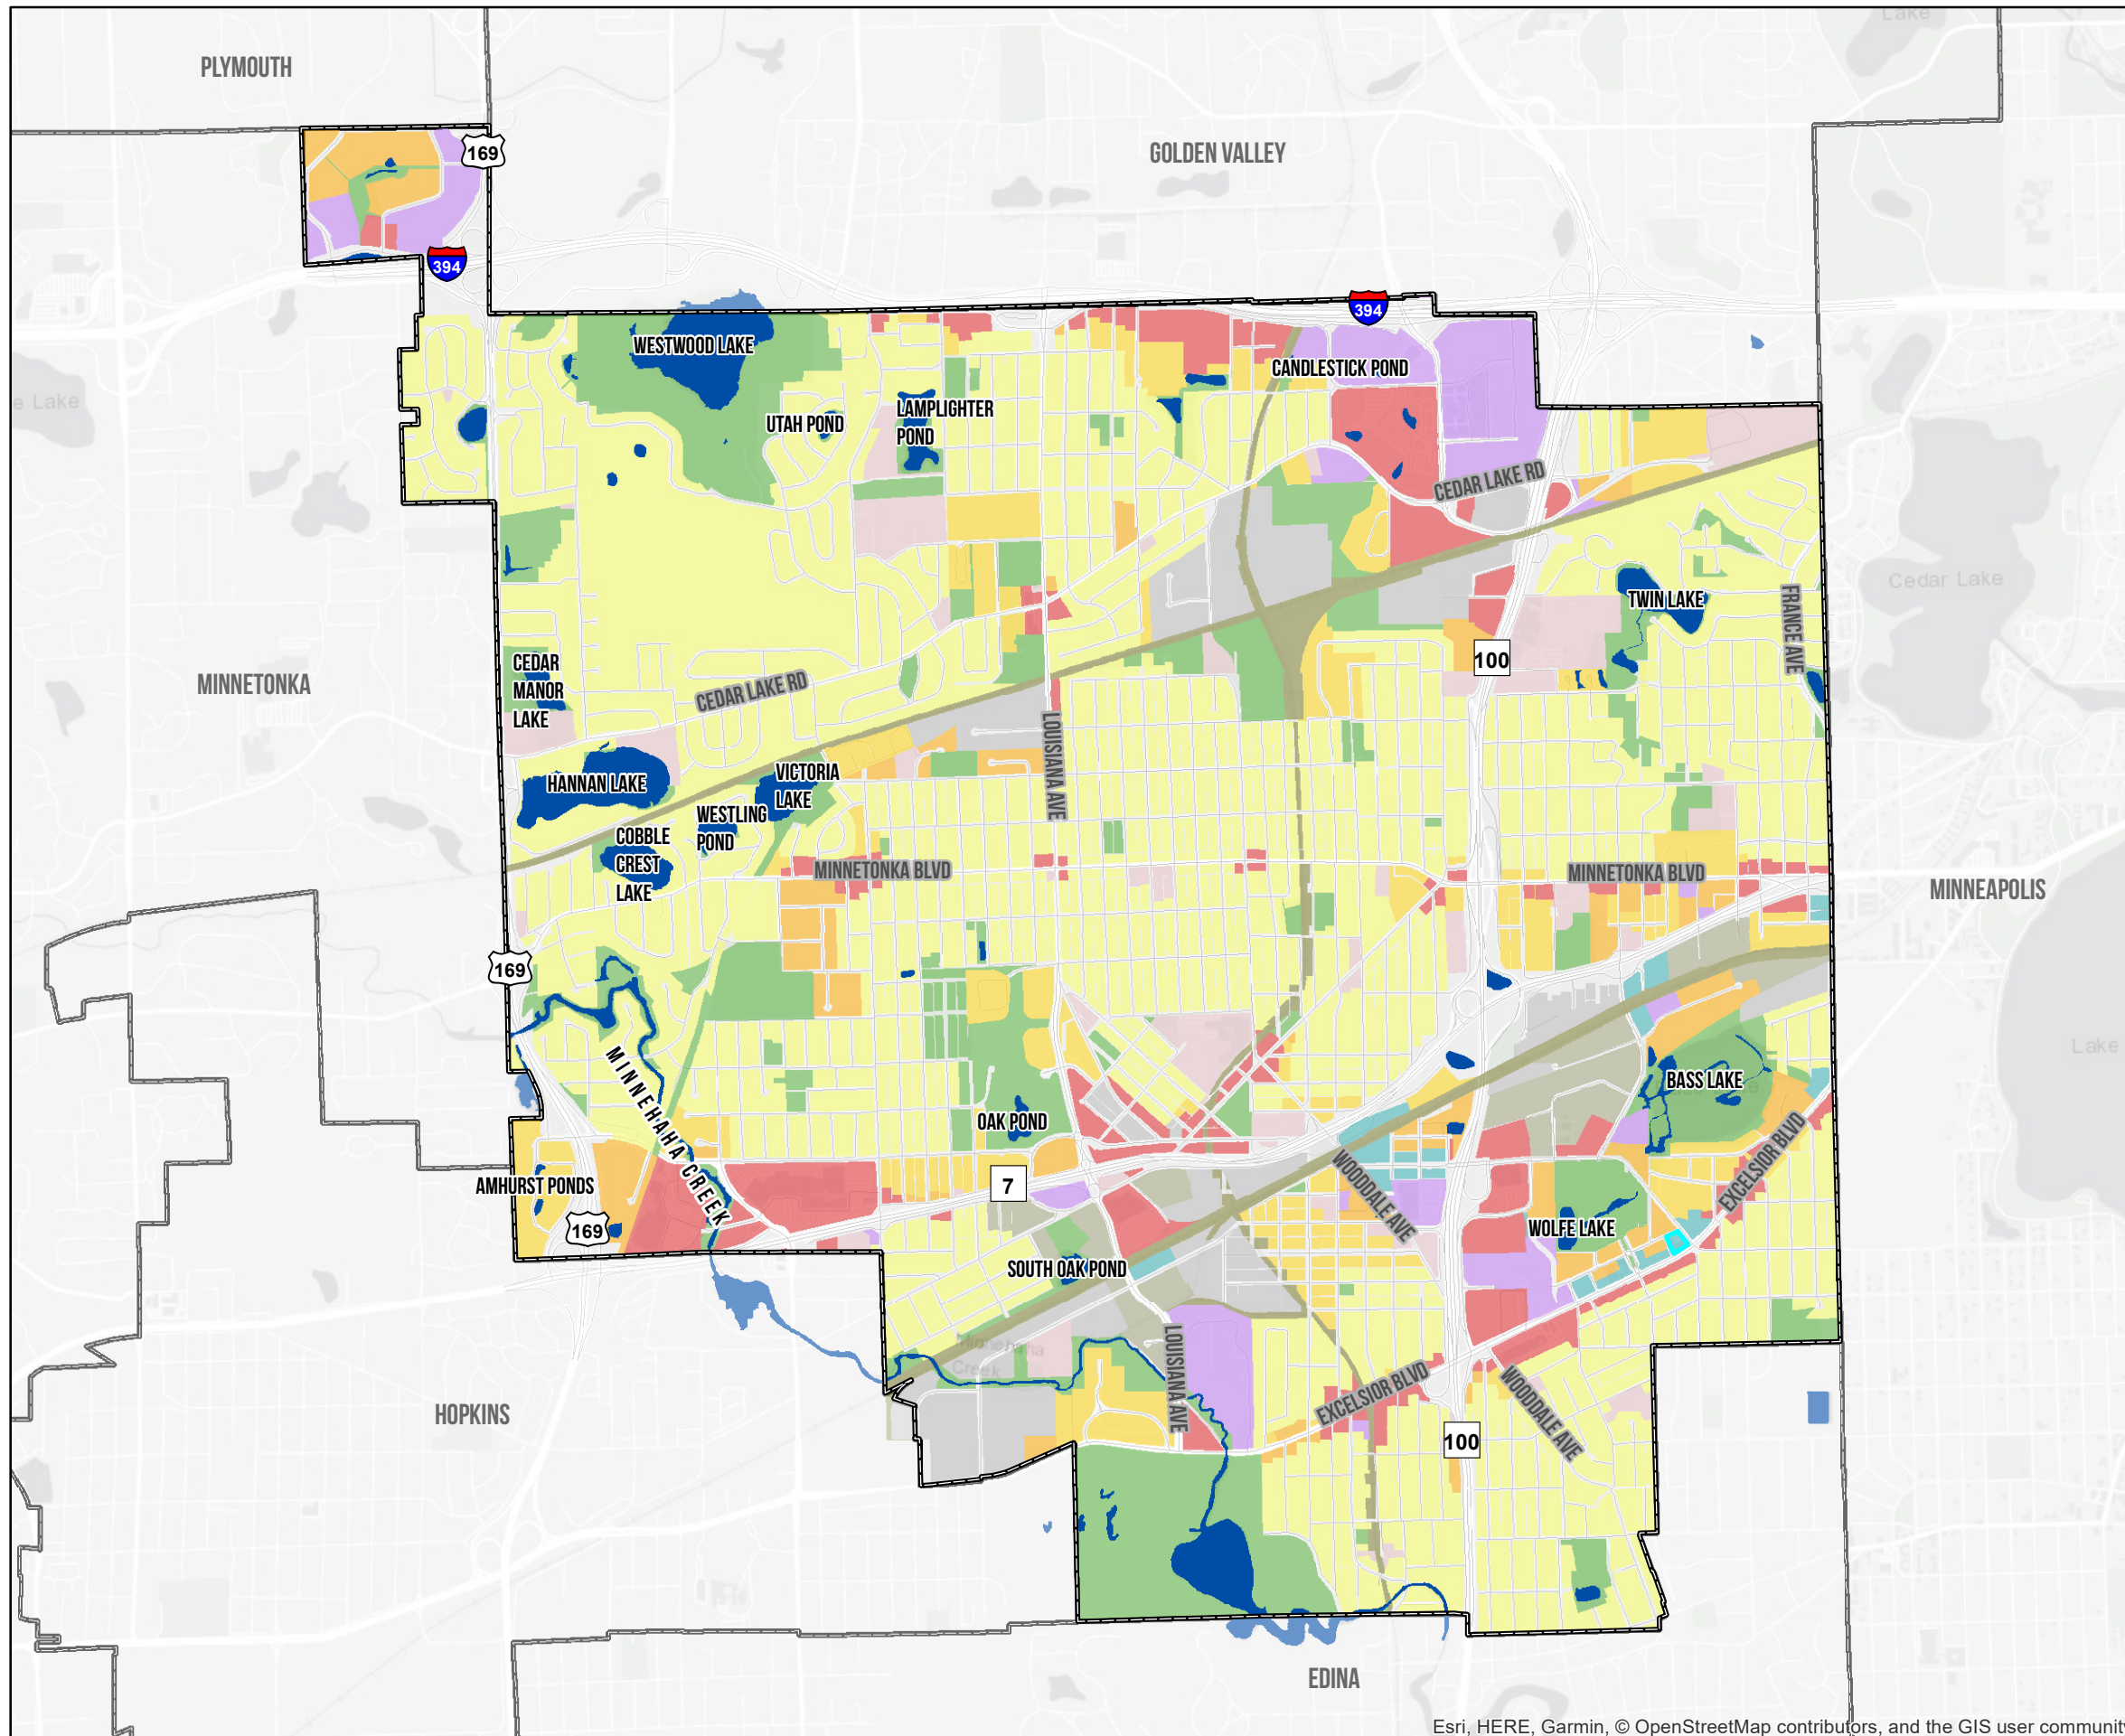 Lake
PLYMOUTH
169
GOLDEN VALLEY
394
394
WESTWOOD LAKE
CANDLESTICK POND
e Lake
LAMPLIGHTER
POND
UTAH POND
CEDAR LAKE RD
Cedar Lake
TWIN LAKE
FRANCE AVE
100
CEDAR
MANOR
LAKE
MINNETONKA
CEDAR LAKE RD
LOUISIANA AVE
HANNAN LAKE
VICTORIA
LAKE
WESTLING
POND
COBBLE
CREST
LAKE
MINNETONKA BLVD
MINNETONKA BLVD
MINNEAPOLIS
169
Lake
MINNEHAHA CREEK
BASS LAKE
OAK POND
EXCELSIOR BLVD
AMHURST PONDS
7
WOODDALE AVE
169
WOLFE LAKE
SOUTH OAK POND
Minnehaha
Creek
LOUISIANA AVE
EXCELSIOR BLVD
WOODDALE AVE
HOPKINS
100
EDINA
Esri, HERE, Garmin, © OpenStreetMap contributors, and the GIS user communit